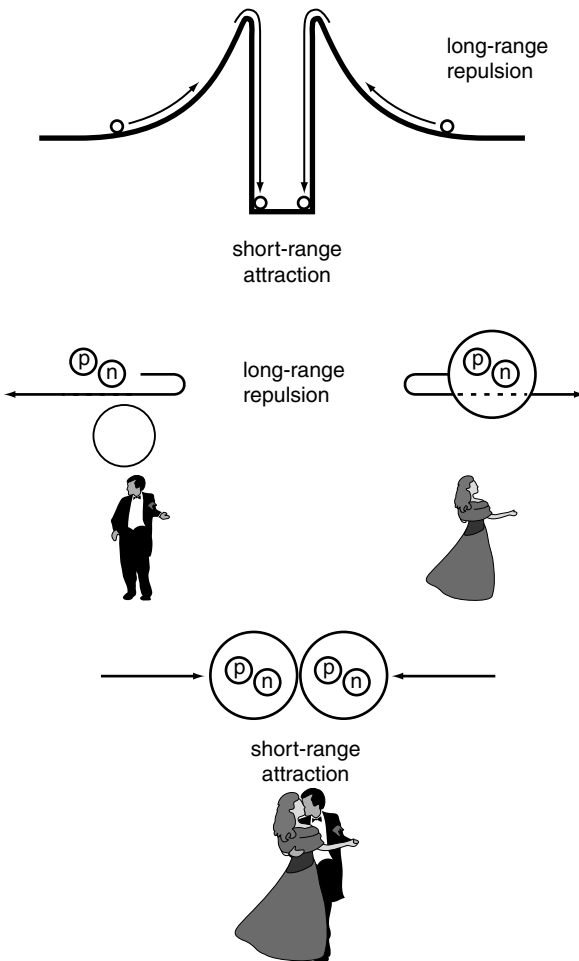 long-range
repulsion
short-range
attraction
p
n
long-range
repulsion
p
n
p
n
p
n
short-range
attraction